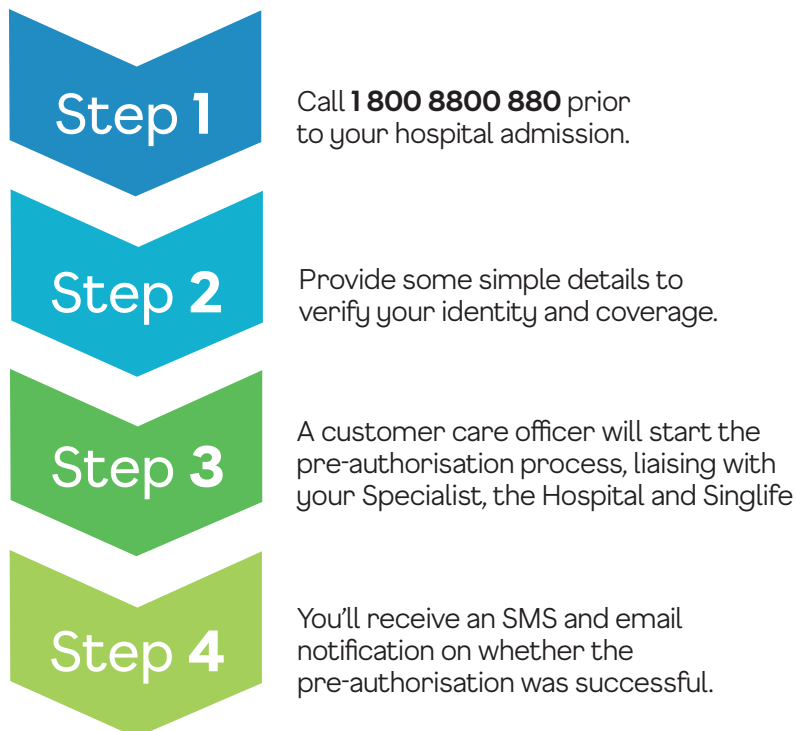 Step 1
Call 1 800 8800 880 prior
to your hospital admission.
Step 2
Provide some simple details to
verify your identity and coverage.
Step 3
A customer care officer will start the
pre-authorisation process, liaising with
your Specialist, the Hospital and Singlife
Step 4
You'll receive an SMS and email
notification on whether the
pre-authorisation was successful.